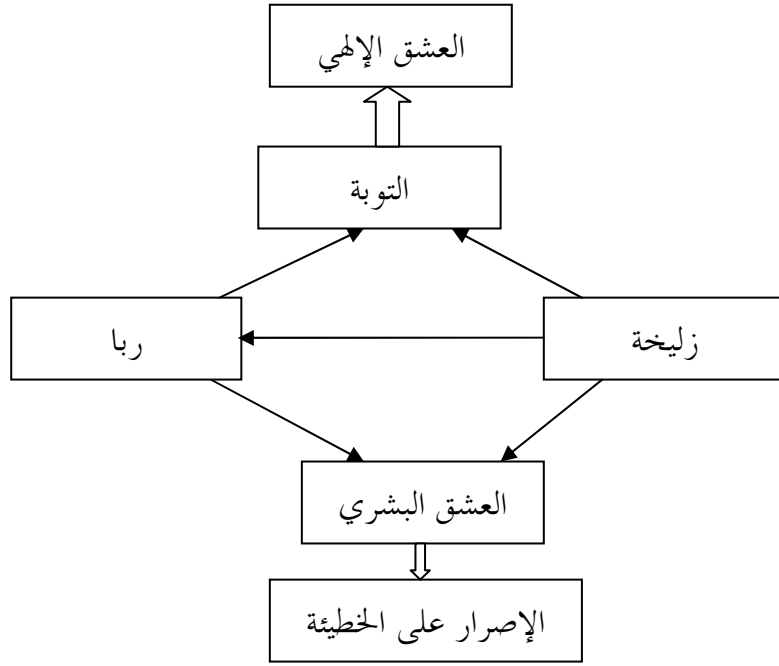 العشق الإلهي
التوبة
زليخة
ربا
العشق البشري
الإصرار على الخطيئة